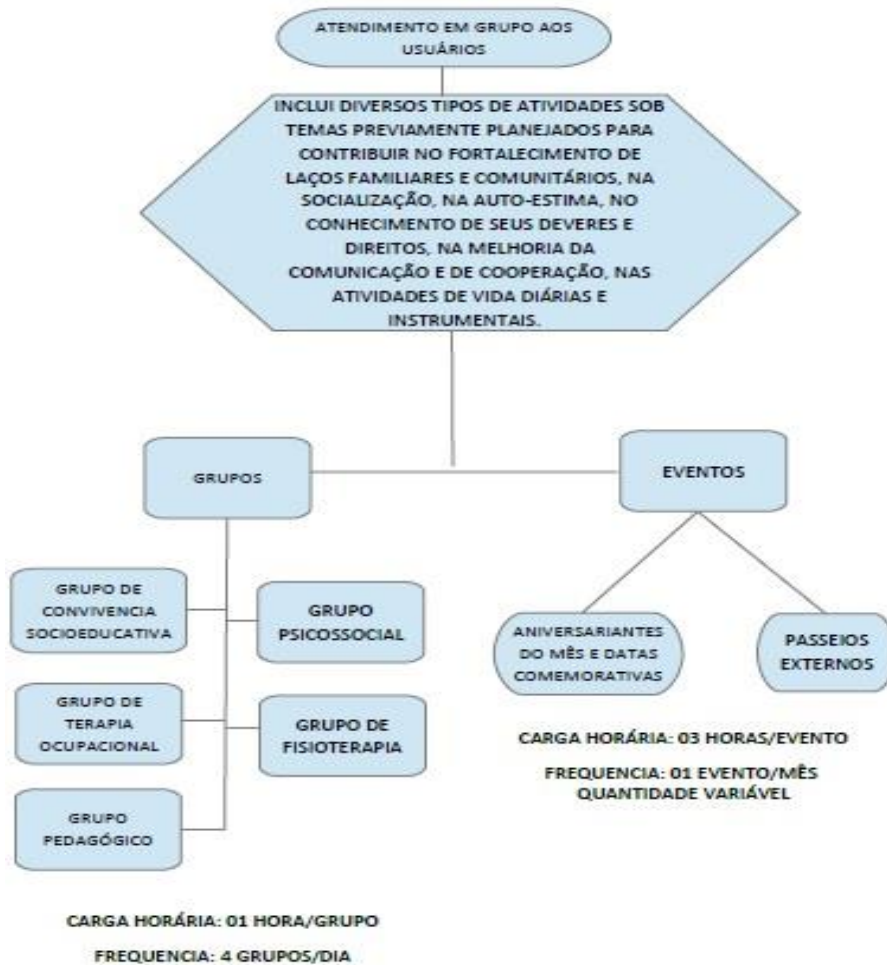 ATENDIMENTO EM GRUPO AOS
USUÁRIOS
INCLUI DIVERSOS TIPOS DE ATIVIDADES SOB
TEMAS PREVIAMENTE PLANEJADOS PARA
CONTRIBUIR NO FORTALECIMENTO DE
LAÇOS FAMILIARES E COMUNITÁRIOS, NA
SOCIALIZAÇÃO, NA AUTO-ESTIMA, NO
CONHECIMENTO DE SEUS DEVERES E
DIREITOS, NA MELHORIA DA
COMUNICAÇÃO E DE COOPERAÇÃO, NAS
ATIVIDADES DE VIDA DIÁRIAS E
INSTRUMENTAIS.
GRUPOS
EVENTOS
GRUPO DE
CONVIVENCIA
SOCIOEDUCATIVA
GRUPO
PSICOSSOCIAL
GRUPO DE
TERAPIA
OCUPACIONAL
GRUPO DE
FISIOTERAPIA
GRUPO
PEDAGÓGICO
CARGA HORÁRIA: 01 HORA/GRUPO
FREQUENCIA: 4 GRUPOS/DIA
ANIVERSARIANTES
DO MÊS E DATAS
COMEMORATIVAS
PASSEIOS
EXTERNOS
CARGA HORÁRIA: 03 HORAS/EVENTO
FREQUENCIA: 01 EVENTO/MÊS
QUANTIDADE VARIÁVEL